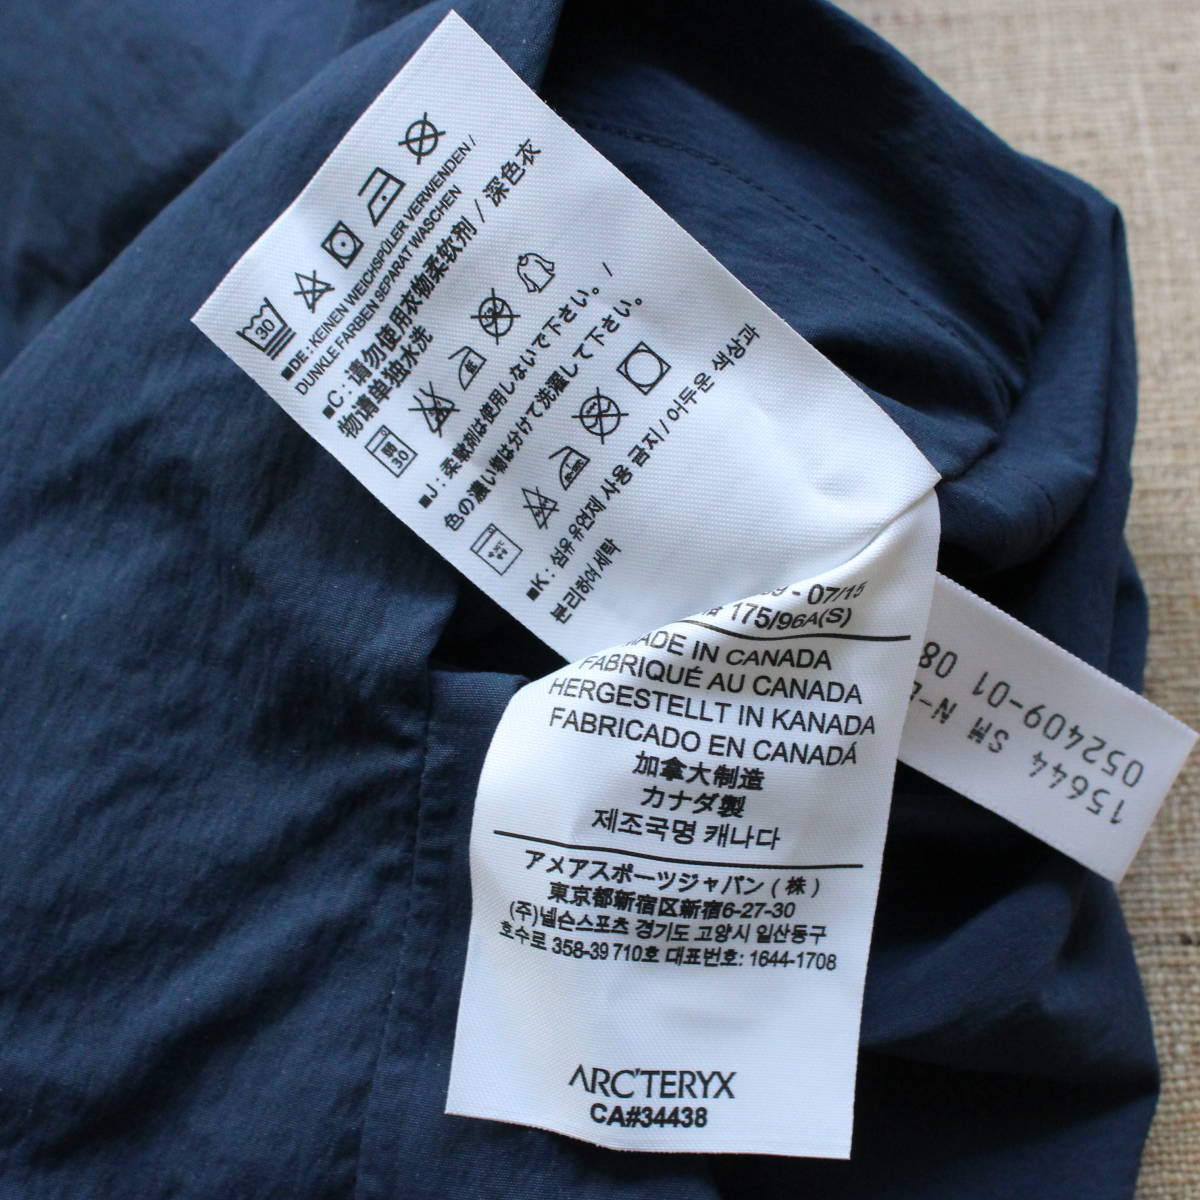 30
■DE : KEINEN WEICHSPÜLER VERWENDEN /
DUNKLE FARBEN SEPARAT WASCHEN
■C : 请勿使用衣物柔软剂 / 深色衣
物请单独水洗
30
■J : 柔軟剤は使用しないで下さい。 /
色の濃い物は分けて洗濯して下さい。
■K : 섬유유연제 사용 금지 / 어두운 색상과
분리하여 세탁
- 07/15
175/96A(S)
MADE IN CANADA
FABRIQUÉ AU CANADA
HERGESTELLT IN KANADA
FABRICADO EN CANADÁ
加拿大制造
カナダ製
제조국명 캐나다
アメアスポーツジャパン ( 株 )
東京都新宿区新宿6-27-30
(주)넬슨스포츠 경기도 고양시 일산동구
호수로 358-39 710호 대표번호: 1644-1708
ARC'TERYX
CA#34438
15644 SM N-
052409-01 08